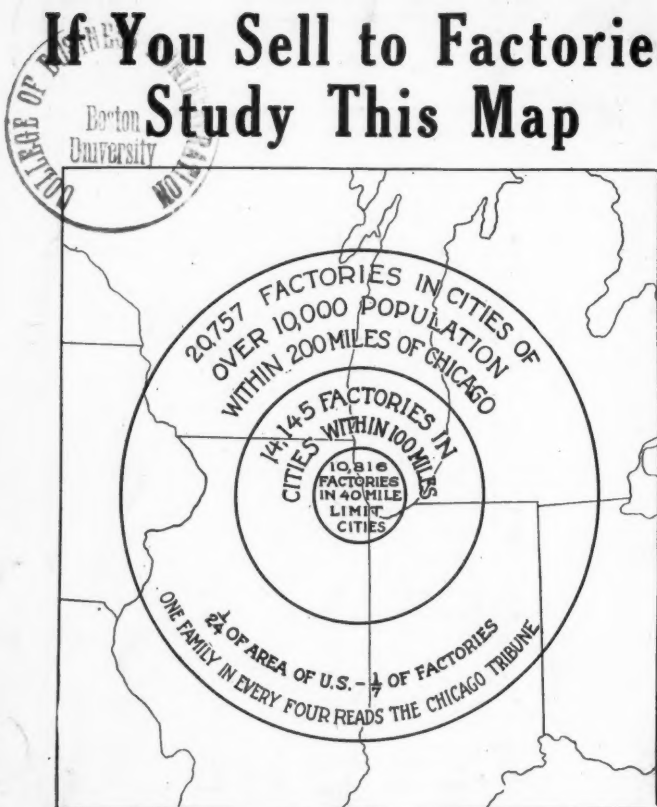 If You Sell to Factorie
Study This Map
COLLEGE OF BUSINESS
Boston
University
20,757 FACTORIES IN CITIES OF
OVER 10,000 POPULATION
WITHIN 200 MILES OF CHICAGO
14,145 FACTORIES IN
CITIES WITHIN 100 MILES
10,816
FACTORIES
IN 40 MILE
LIMIT
CITIES
1/24 OF AREA OF U.S. - 1/7 OF FACTORIES
ONE FAMILY IN EVERY FOUR READS THE CHICAGO TRIBUNE